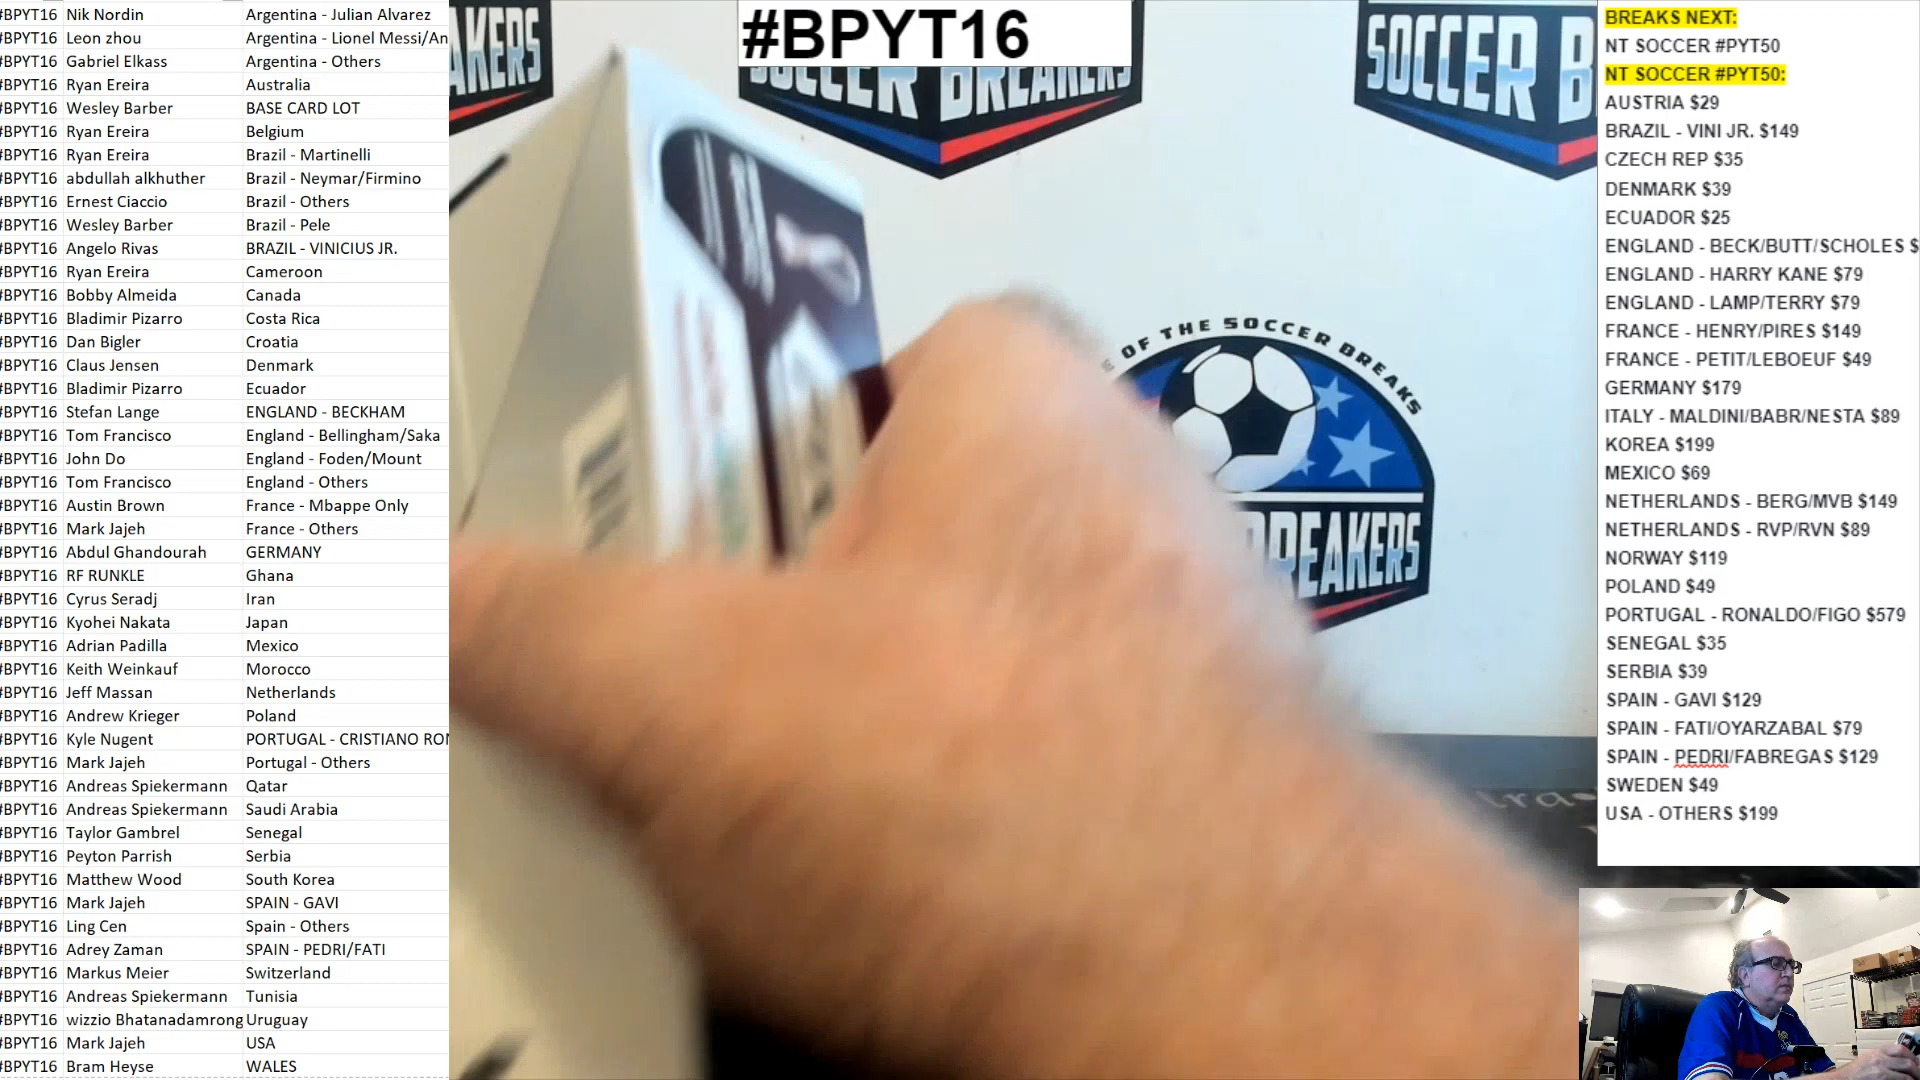 #BPYT16 Nik Nordin Argentina - Julian Alvarez
#BPYT16 Leon zhou Argentina - Lionel Messi/An
#BPYT16 Gabriel Elkass Argentina - Others
#BPYT16 Ryan Ereira Australia
#BPYT16 Wesley Barber BASE CARD LOT
#BPYT16 Ryan Ereira Belgium
#BPYT16 Ryan Ereira Brazil - Martinelli
#BPYT16 abdullah alkhuther Brazil - Neymar/Firmino
#BPYT16 Ernest Ciaccio Brazil - Others
#BPYT16 Wesley Barber Brazil - Pele
#BPYT16 Angelo Rivas BRAZIL - VINICIUS JR.
#BPYT16 Ryan Ereira Cameroon
#BPYT16 Bobby Almeida Canada
#BPYT16 Bladimir Pizarro Costa Rica
#BPYT16 Dan Bigler Croatia
#BPYT16 Claus Jensen Denmark
#BPYT16 Bladimir Pizarro Ecuador
#BPYT16 Stefan Lange ENGLAND - BECKHAM
#BPYT16 Tom Francisco England - Bellingham/Saka
#BPYT16 John Do England - Foden/Mount
#BPYT16 Tom Francisco England - Others
#BPYT16 Austin Brown France - Mbappe Only
#BPYT16 Mark Jajeh France - Others
#BPYT16 Abdul Ghandourah GERMANY
#BPYT16 RF RUNKLE Ghana
#BPYT16 Cyrus Seradj Iran
#BPYT16 Kyohei Nakata Japan
#BPYT16 Adrian Padilla Mexico
#BPYT16 Keith Weinkauf Morocco
#BPYT16 Jeff Massan Netherlands
#BPYT16 Andrew Krieger Poland
#BPYT16 Kyle Nugent PORTUGAL - CRISTIANO RON
#BPYT16 Mark Jajeh Portugal - Others
#BPYT16 Andreas Spiekermann Qatar
#BPYT16 Andreas Spiekermann Saudi Arabia
#BPYT16 Taylor Gambrel Senegal
#BPYT16 Peyton Parrish Serbia
#BPYT16 Matthew Wood South Korea
#BPYT16 Mark Jajeh SPAIN - GAVI
#BPYT16 Ling Cen Spain - Others
#BPYT16 Adrey Zaman SPAIN - PEDRI/FATI
#BPYT16 Markus Meier Switzerland
#BPYT16 Andreas Spiekermann Tunisia
#BPYT16 wizzio Bhatanadamrong Uruguay
#BPYT16 Mark Jajeh USA
#BPYT16 Bram Heyse WALES
#BPYT16
AKERS
SOCCER BREAKERS
SOCCER B
OF THE SOCCER BREAKS
BREAKERS
BREAKS NEXT:
NT SOCCER #PYT50
NT SOCCER #PYT50:
AUSTRIA $29
BRAZIL - VINI JR. $149
CZECH REP $35
DENMARK $39
ECUADOR $25
ENGLAND - BECK/BUTT/SCHOLES $
ENGLAND - HARRY KANE $79
ENGLAND - LAMP/TERRY $79
FRANCE - HENRY/PIRES $149
FRANCE - PETIT/LEBOEUF $49
GERMANY $179
ITALY - MALDINI/BABR/NESTA $89
KOREA $199
MEXICO $69
NETHERLANDS - BERG/MVB $149
NETHERLANDS - RVP/RVN $89
NORWAY $119
POLAND $49
PORTUGAL - RONALDO/FIGO $579
SENEGAL $35
SERBIA $39
SPAIN - GAVI $129
SPAIN - FATI/OYARZABAL $79
SPAIN - PEDRI/FABREGAS $129
SWEDEN $49
USA - OTHERS $199